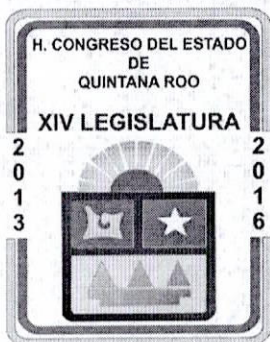 H. CONGRESO DEL ESTADO
DE
QUINTANA ROO
XIV LEGISLATURA
2013
2016